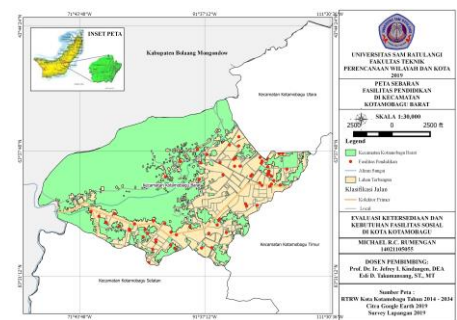 INSET PETA
Kabupaten Bolaang Mongondow
Kecamatan Kotamobagu Utara
Kecamatan Kotamobagu Barat
Kecamatan Kotamobagu Timur
Kecamatan Kotamobagu Selatan
UNIVERSITAS SAM RATULANGI
FAKULTAS TEKNIK
PERENCANAAN WILAYAH DAN KOTA
2019
PETA SEBARAN
FASILITAS PENDIDIKAN
DI KECAMATAN
KOTAMOBAGU BARAT
SKALA 1:30,000
2500 0 2500 ft
Legend
Kecamatan Kotamobagu Barat
Fasilitas Pendidikan
Aliran Sungai
Lahan Terbangun
Klasifikasi Jalan
Kolektor Primer
Lokal
EVALUASI KETERSEDIAAN DAN
KEBUTUHAN FASILITAS SOSIAL
DI KOTA KOTAMOBAGU
MICHAEL R.C. RUMENGAN
14021105055
DOSEN PEMBIMBING:
Prof. Dr. Ir. Jefrey I. Kindangen, DEA
Esli D. Takumansang, ST., MT
Sumber Peta :
RTRW Kota Kotamobagu Tahun 2014 - 2034
Citra Google Earth 2019
Survey Lapangan 2019